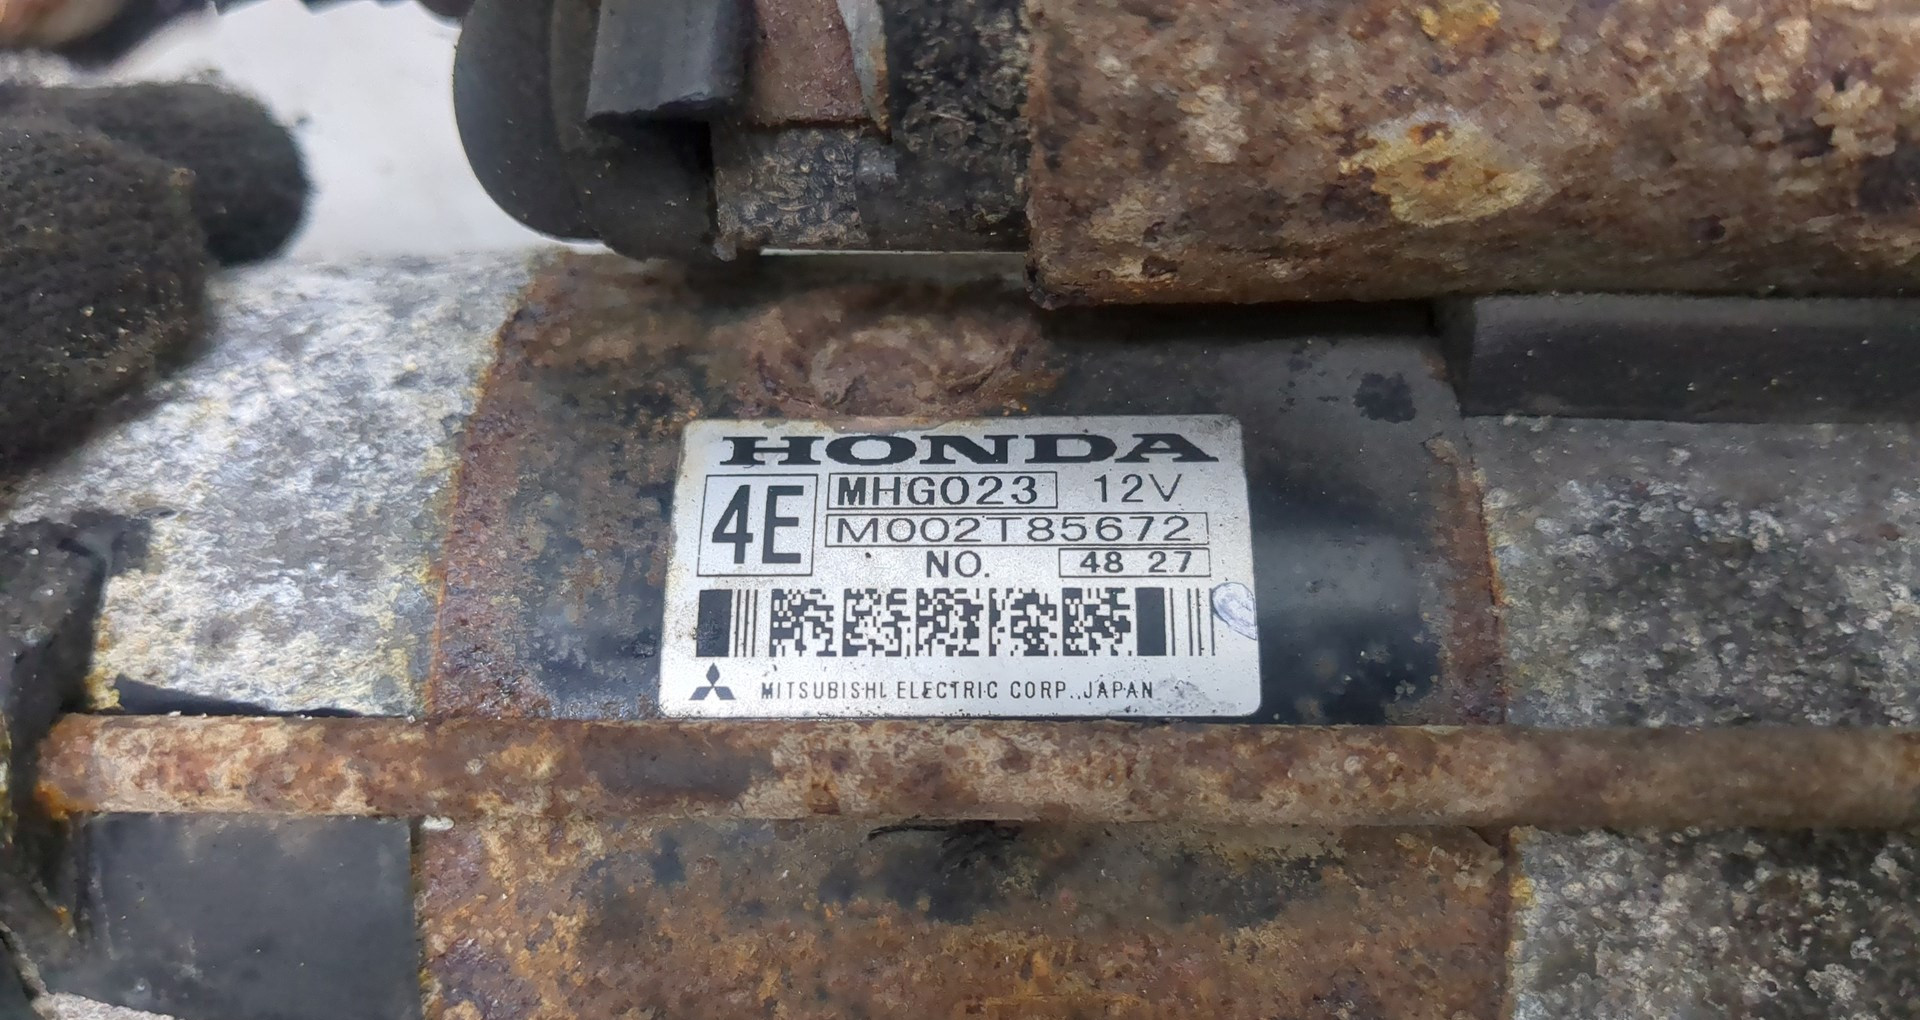 HONDA
4E
MHG023 12V
M002T85672
NO. 48 27
MITSUBISHI ELECTRIC CORP., JAPAN